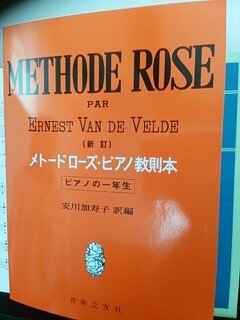 METHODE ROSE
PAR
ERNEST VAN DE VELDE
(新訂)
メトードローズ・ピアノ教則本
ピアノの一年生
安川加寿子 訳編
音楽之友社